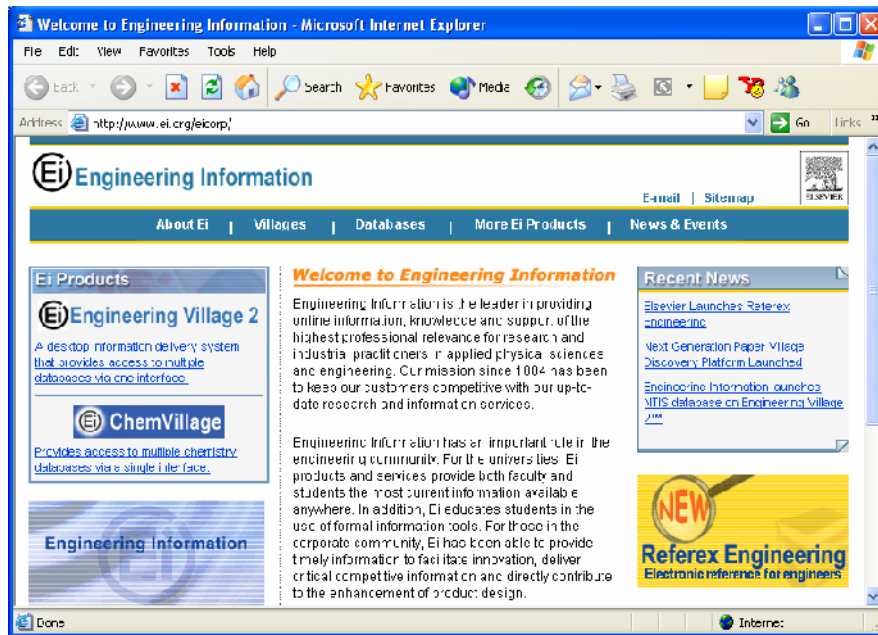 Welcome to Engineering Information - Microsoft Internet Explorer
File Edit View Favorites Tools Help
Back Search Favorites Media
Address http://www.ei.org/eicorp/ Go Links »
Ei Engineering Information
E-mail | Sitemap
ELSEVIER
About Ei | Villages | Databases | More Ei Products | News & Events
Ei Products
Ei Engineering Village 2
A desktop information delivery system
that provides access to multiple
databases via one interface.
Ei ChemVillage
Provides access to multiple chemistry
databases via a single interface.
Engineering Information
Welcome to Engineering Information
Engineering Information is the leader in providing
online information, knowledge and support of the
highest professional relevance for research and
industrial practitioners in applied physical sciences
and engineering. Our mission since 1884 has been
to keep our customers competitive with our up-to-
date research and information services.
Engineering Information has an important role in the
engineering community. For the universities, Ei
products and services provide both faculty and
students the most current information available
anywhere. In addition, Ei educates students in the
use of formal information tools. For those in the
corporate community, Ei has been able to provide
timely information to facilitate innovation, deliver
critical competitive information and directly contribute
to the enhancement of product design.
Recent News
Elsevier Launches Referex
Engineering
Next Generation Paper Village
Discovery Platform Launched
Engineering Information launches
NTIS database on Engineering Village
2™
NEW
Referex Engineering
Electronic reference for engineers
Done Internet